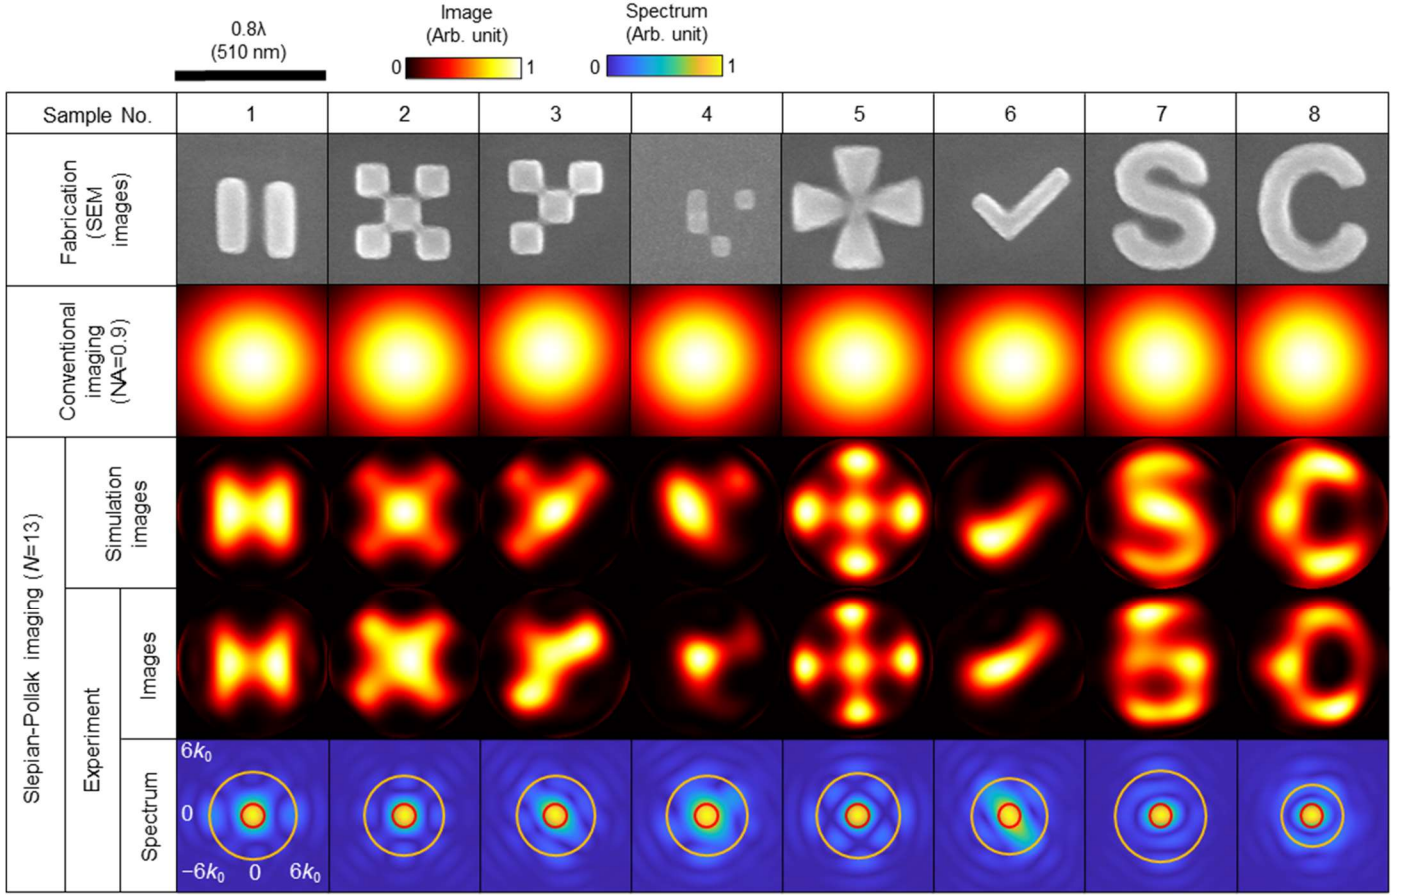 0.8λ
(510 nm)
Image
(Arb. unit)
0
1
Spectrum
(Arb. unit)
0
1
Sample No.
1
2
3
4
5
6
7
8
Fabrication
(SEM
images)
Conventional
imaging
(NA=0.9)
Slepian-Pollak imaging (N=13)
Simulation
images
Experiment
Images
Spectrum
6k₀
0
−6k₀
0
6k₀